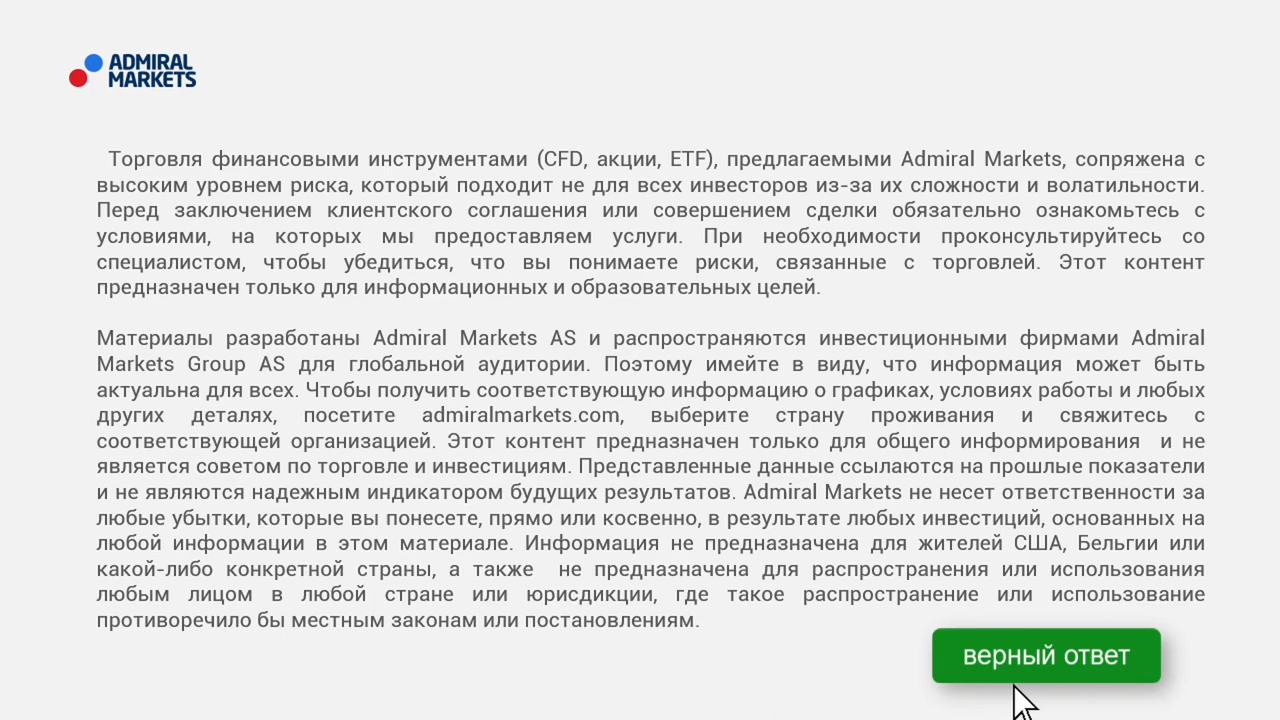 ADMIRAL
MARKETS
Торговля финансовыми инструментами (CFD, акции, ETF), предлагаемыми Admiral Markets, сопряжена с
высоким уровнем риска, который подходит не для всех инвесторов из-за их сложности и волатильности.
Перед заключением клиентского соглашения или совершением сделки обязательно ознакомьтесь с
условиями, на которых мы предоставляем услуги. При необходимости проконсультируйтесь со
специалистом, чтобы убедиться, что вы понимаете риски, связанные с торговлей. Этот контент
предназначен только для информационных и образовательных целей.
Материалы разработаны Admiral Markets AS и распространяются инвестиционными фирмами Admiral
Markets Group AS для глобальной аудитории. Поэтому имейте в виду, что информация может быть
актуальна для всех. Чтобы получить соответствующую информацию о графиках, условиях работы и любых
других деталях, посетите admiralmarkets.com, выберите страну проживания и свяжитесь с
соответствующей организацией. Этот контент предназначен только для общего информирования и не
является советом по торговле и инвестициям. Представленные данные ссылаются на прошлые показатели
и не являются надежным индикатором будущих результатов. Admiral Markets не несет ответственности за
любые убытки, которые вы понесете, прямо или косвенно, в результате любых инвестиций, основанных на
любой информации в этом материале. Информация не предназначена для жителей США, Бельгии или
какой-либо конкретной страны, а также не предназначена для распространения или использования
любым лицом в любой стране или юрисдикции, где такое распространение или использование
противоречило бы местным законам или постановлениям.
верный ответ